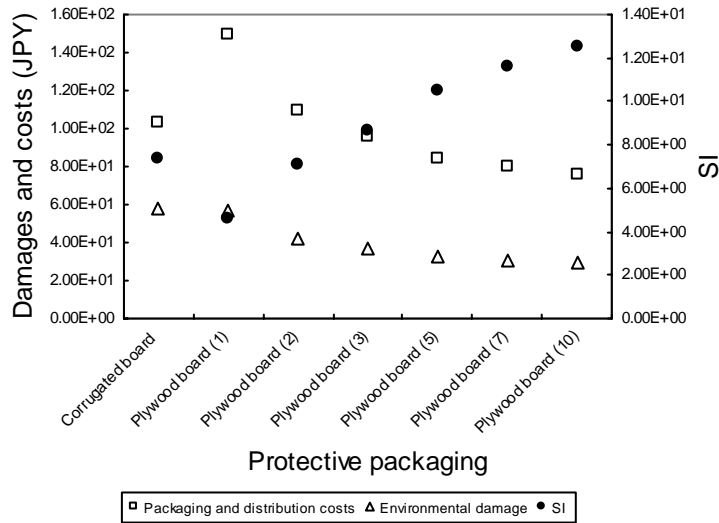 Damages and costs (JPY)
1.60E+02
1.40E+02
1.20E+02
1.00E+02
8.00E+01
6.00E+01
4.00E+01
2.00E+01
0.00E+00
1.40E+01
1.20E+01
1.00E+01
8.00E+00
6.00E+00
4.00E+00
2.00E+00
0.00E+00
SI
Corrugated board
Plywood board (1)
Plywood board (2)
Plywood board (3)
Plywood board (5)
Plywood board (7)
Plywood board (10)
Protective packaging
Packaging and distribution costs Environmental damage SI